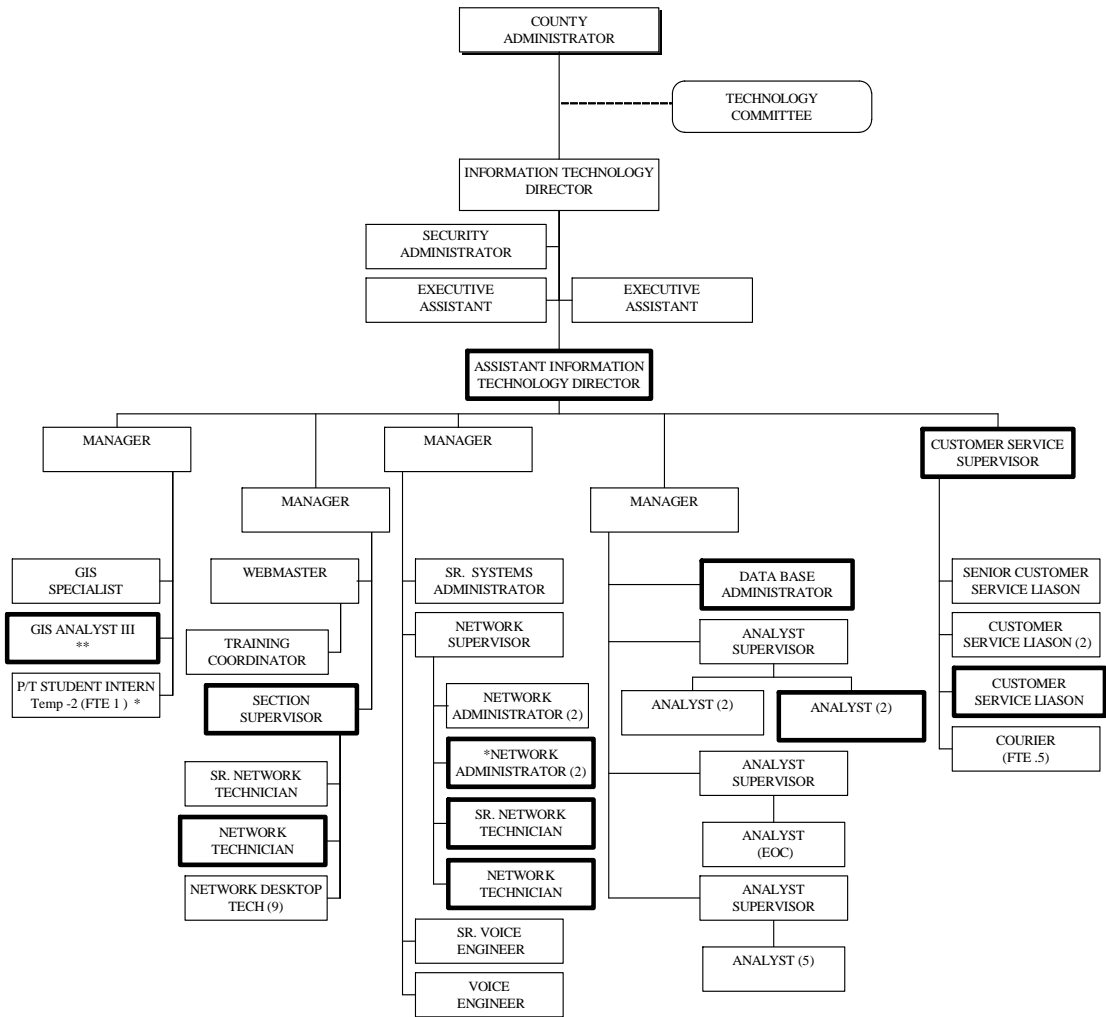 COUNTY
ADMINISTRATOR
TECHNOLOGY
COMMITTEE
INFORMATION TECHNOLOGY
DIRECTOR
SECURITY
ADMINISTRATOR
EXECUTIVE
ASSISTANT
EXECUTIVE
ASSISTANT
ASSISTANT INFORMATION
TECHNOLOGY DIRECTOR
MANAGER
GIS
SPECIALIST
GIS ANALYST III
**
P/T STUDENT INTERN
Temp -2 (FTE 1 ) *
MANAGER
WEBMASTER
TRAINING
COORDINATOR
SECTION
SUPERVISOR
SR. NETWORK
TECHNICIAN
NETWORK
TECHNICIAN
NETWORK DESKTOP
TECH (9)
MANAGER
SR. SYSTEMS
ADMINISTRATOR
NETWORK
SUPERVISOR
NETWORK
ADMINISTRATOR (2)
*NETWORK
ADMINISTRATOR (2)
SR. NETWORK
TECHNICIAN
NETWORK
TECHNICIAN
SR. VOICE
ENGINEER
VOICE
ENGINEER
MANAGER
DATA BASE
ADMINISTRATOR
ANALYST
SUPERVISOR
ANALYST (2)
ANALYST (2)
ANALYST
SUPERVISOR
ANALYST
(EOC)
ANALYST
SUPERVISOR
ANALYST (5)
CUSTOMER SERVICE
SUPERVISOR
SENIOR CUSTOMER
SERVICE LIASON
CUSTOMER
SERVICE LIASON (2)
CUSTOMER
SERVICE LIASON
COURIER
(FTE .5)